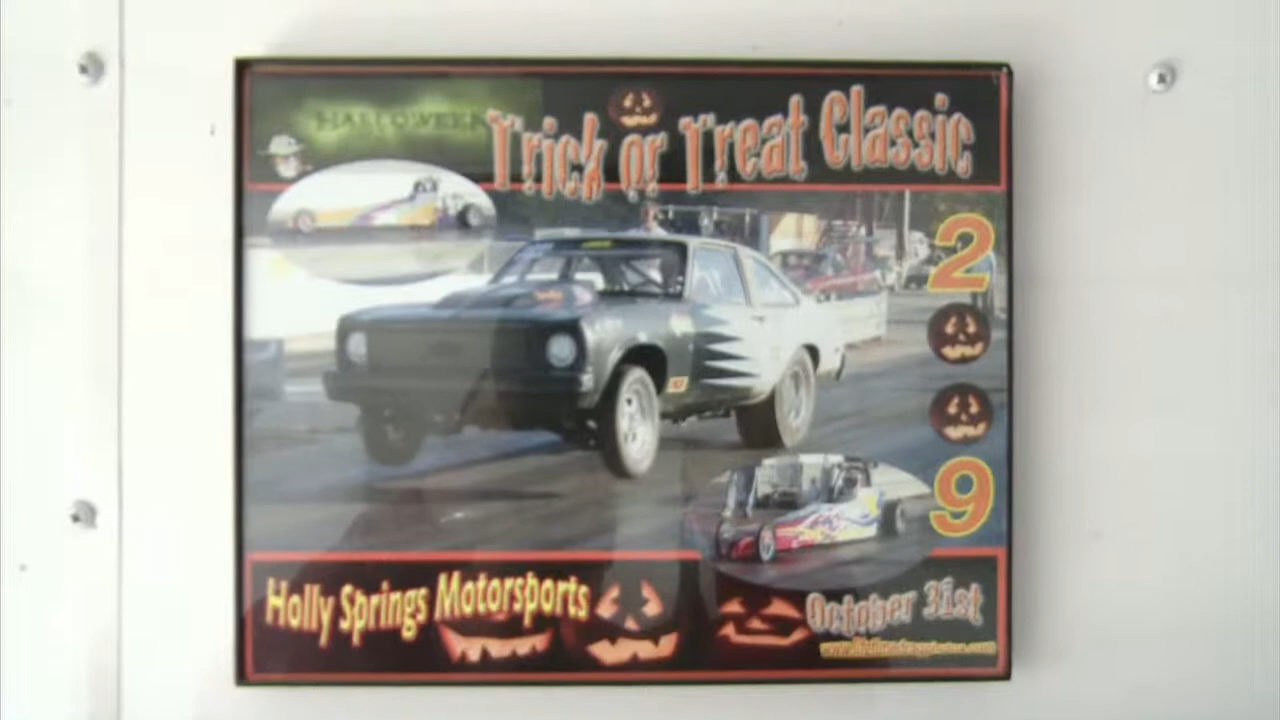 HALLOWEEN
Trick or Treat Classic
2
9
Holly Springs Motorsports
October 31st